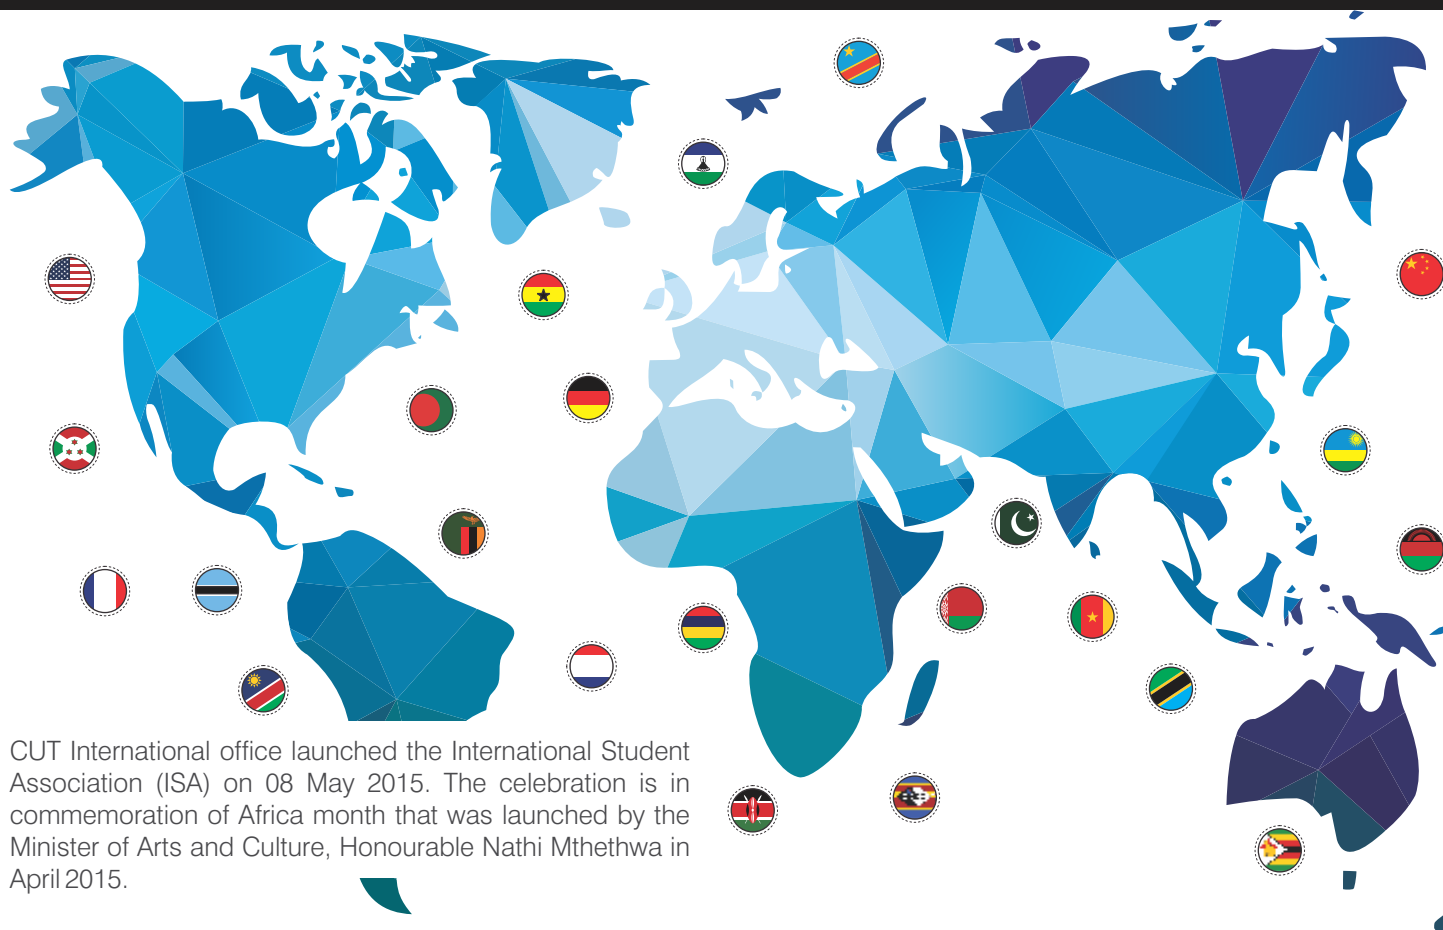 CUT International office launched the International Student
Association (ISA) on 08 May 2015. The celebration is in
commemoration of Africa month that was launched by the
Minister of Arts and Culture, Honourable Nathi Mthethwa in
April 2015.